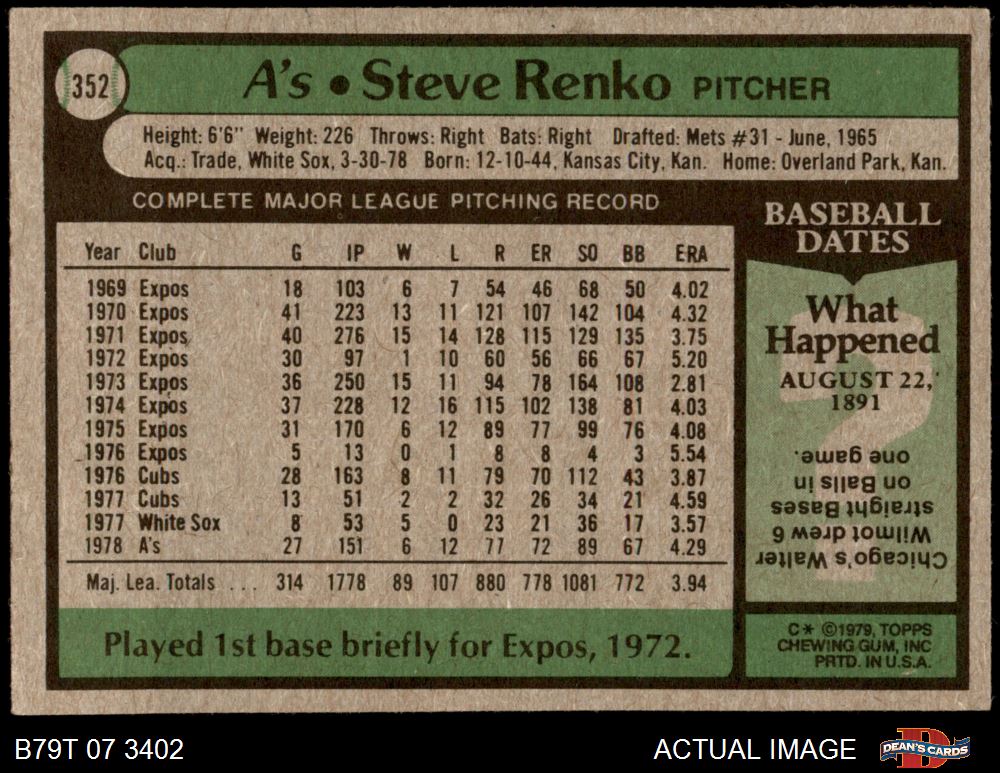 352
A's • Steve Renko PITCHER
Height: 6'6" Weight: 226 Throws: Right Bats: Right Drafted: Mets #31 - June, 1965
Acq.: Trade, White Sox, 3-30-78 Born: 12-10-44, Kansas City, Kan. Home: Overland Park, Kan.
COMPLETE MAJOR LEAGUE PITCHING RECORD
Year Club G IP W L R ER SO BB ERA
1969 Expos 18 103 6 7 54 46 68 50 4.02
1970 Expos 41 223 13 11 121 107 142 104 4.32
1971 Expos 40 276 15 14 128 115 129 135 3.75
1972 Expos 30 97 1 10 60 56 66 67 5.20
1973 Expos 36 250 15 11 94 78 164 108 2.81
1974 Expos 37 228 12 16 115 102 138 81 4.03
1975 Expos 31 170 6 12 89 77 99 76 4.08
1976 Expos 5 13 0 1 8 8 4 3 5.54
1976 Cubs 28 163 8 11 79 70 112 43 3.87
1977 Cubs 13 51 2 2 32 26 34 21 4.59
1977 White Sox 8 53 5 0 23 21 36 17 3.57
1978 A's 27 151 6 12 77 72 89 67 4.29
Maj. Lea. Totals ... 314 1778 89 107 880 778 1081 772 3.94
Played 1st base briefly for Expos, 1972.
BASEBALL
DATES
What
Happened
AUGUST 22,
1891
Chicago's Walter
Wilmot drew 6
straight Bases
on Balls in
one game.
C* ©1979, TOPPS
CHEWING GUM, INC
PRTD. IN U.S.A.
B79T 07 3402
ACTUAL IMAGE
DEAN'S CARDS